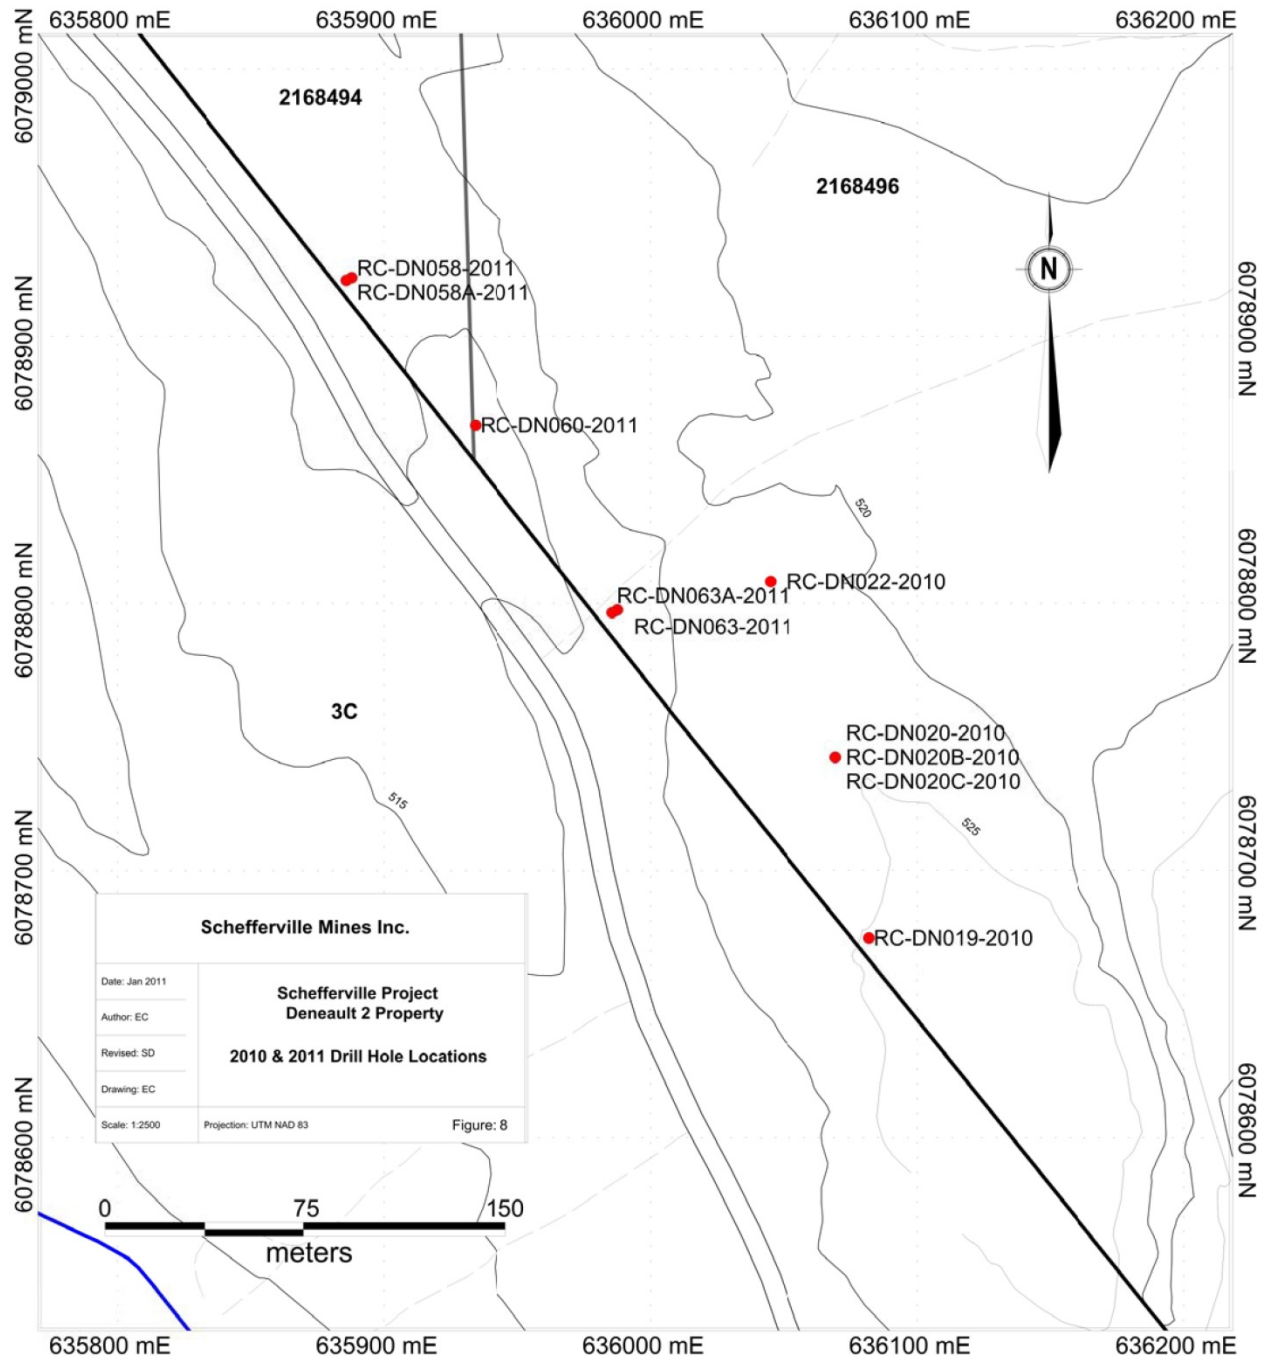 635800 mE
635900 mE
636000 mE
636100 mE
636200 mE
6079000 mN
2168494
2168496
N
RC-DN058-2011
RC-DN058A-2011
6078900 mN
6078900 mN
RC-DN060-2011
520
RC-DN022-2010
RC-DN063A-2011
RC-DN063-2011
6078800 mN
6078800 mN
3C
RC-DN020-2010
RC-DN020B-2010
RC-DN020C-2010
515
525
6078700 mN
6078700 mN
RC-DN019-2010
Schefferville Mines Inc.
Date: Jan 2011
Author: EC
Revised: SD
Drawing: EC
Scale: 1:2500
Schefferville Project
Deneault 2 Property
2010 & 2011 Drill Hole Locations
Projection: UTM NAD 83
Figure: 8
6078600 mN
6078600 mN
0
75
150
meters
635800 mE
635900 mE
636000 mE
636100 mE
636200 mE